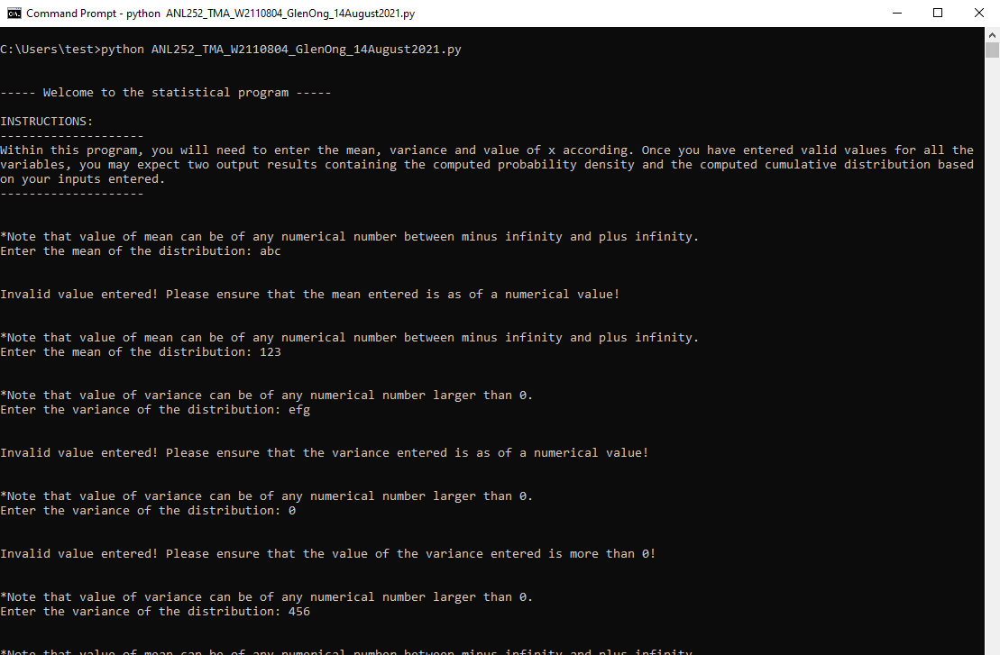 Command Prompt - python  ANL252_TMA_W2110804_GlenOng_14August2021.py
C:\Users\test>python ANL252_TMA_W2110804_GlenOng_14August2021.py
----- Welcome to the statistical program -----
INSTRUCTIONS:
--------------------
Within this program, you will need to enter the mean, variance and value of x according. Once you have entered valid values for all the
variables, you may expect two output results containing the computed probability density and the computed cumulative distribution based
on your inputs entered.
--------------------
*Note that value of mean can be of any numerical number between minus infinity and plus infinity.
Enter the mean of the distribution: abc
Invalid value entered! Please ensure that the mean entered is as of a numerical value!
*Note that value of mean can be of any numerical number between minus infinity and plus infinity.
Enter the mean of the distribution: 123
*Note that value of variance can be of any numerical number larger than 0.
Enter the variance of the distribution: efg
Invalid value entered! Please ensure that the variance entered is as of a numerical value!
*Note that value of variance can be of any numerical number larger than 0.
Enter the variance of the distribution: 0
Invalid value entered! Please ensure that the value of the variance entered is more than 0!
*Note that value of variance can be of any numerical number larger than 0.
Enter the variance of the distribution: 456
*Note that value of mean can be of any numerical number between minus infinity and plus infinity.